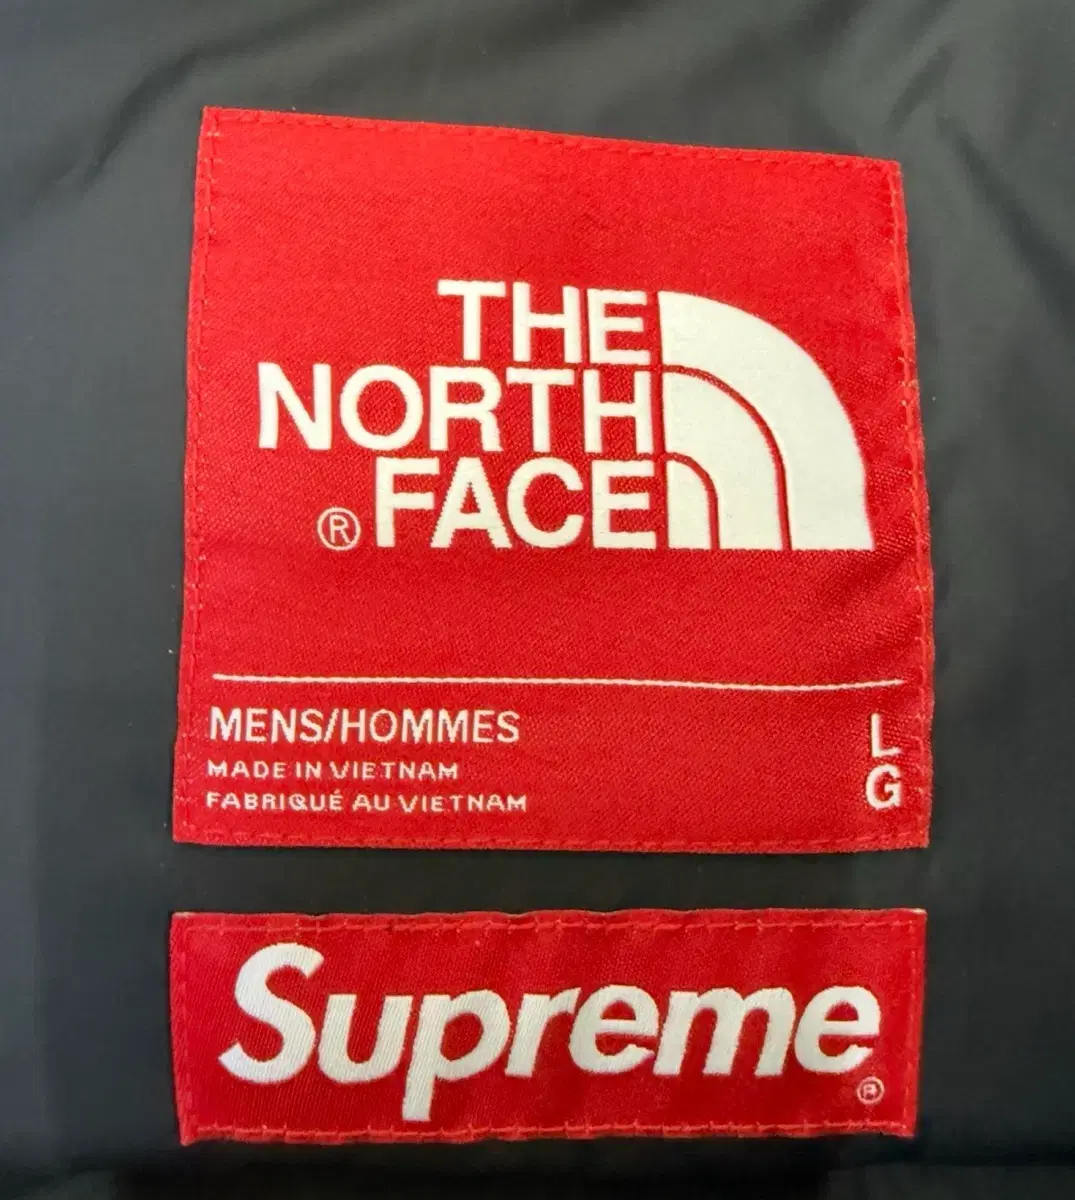 THE
NORTH
® FACE
MENS/HOMMES
MADE IN VIETNAM
FABRIQUÉ AU VIETNAM
L
G
Supreme
®